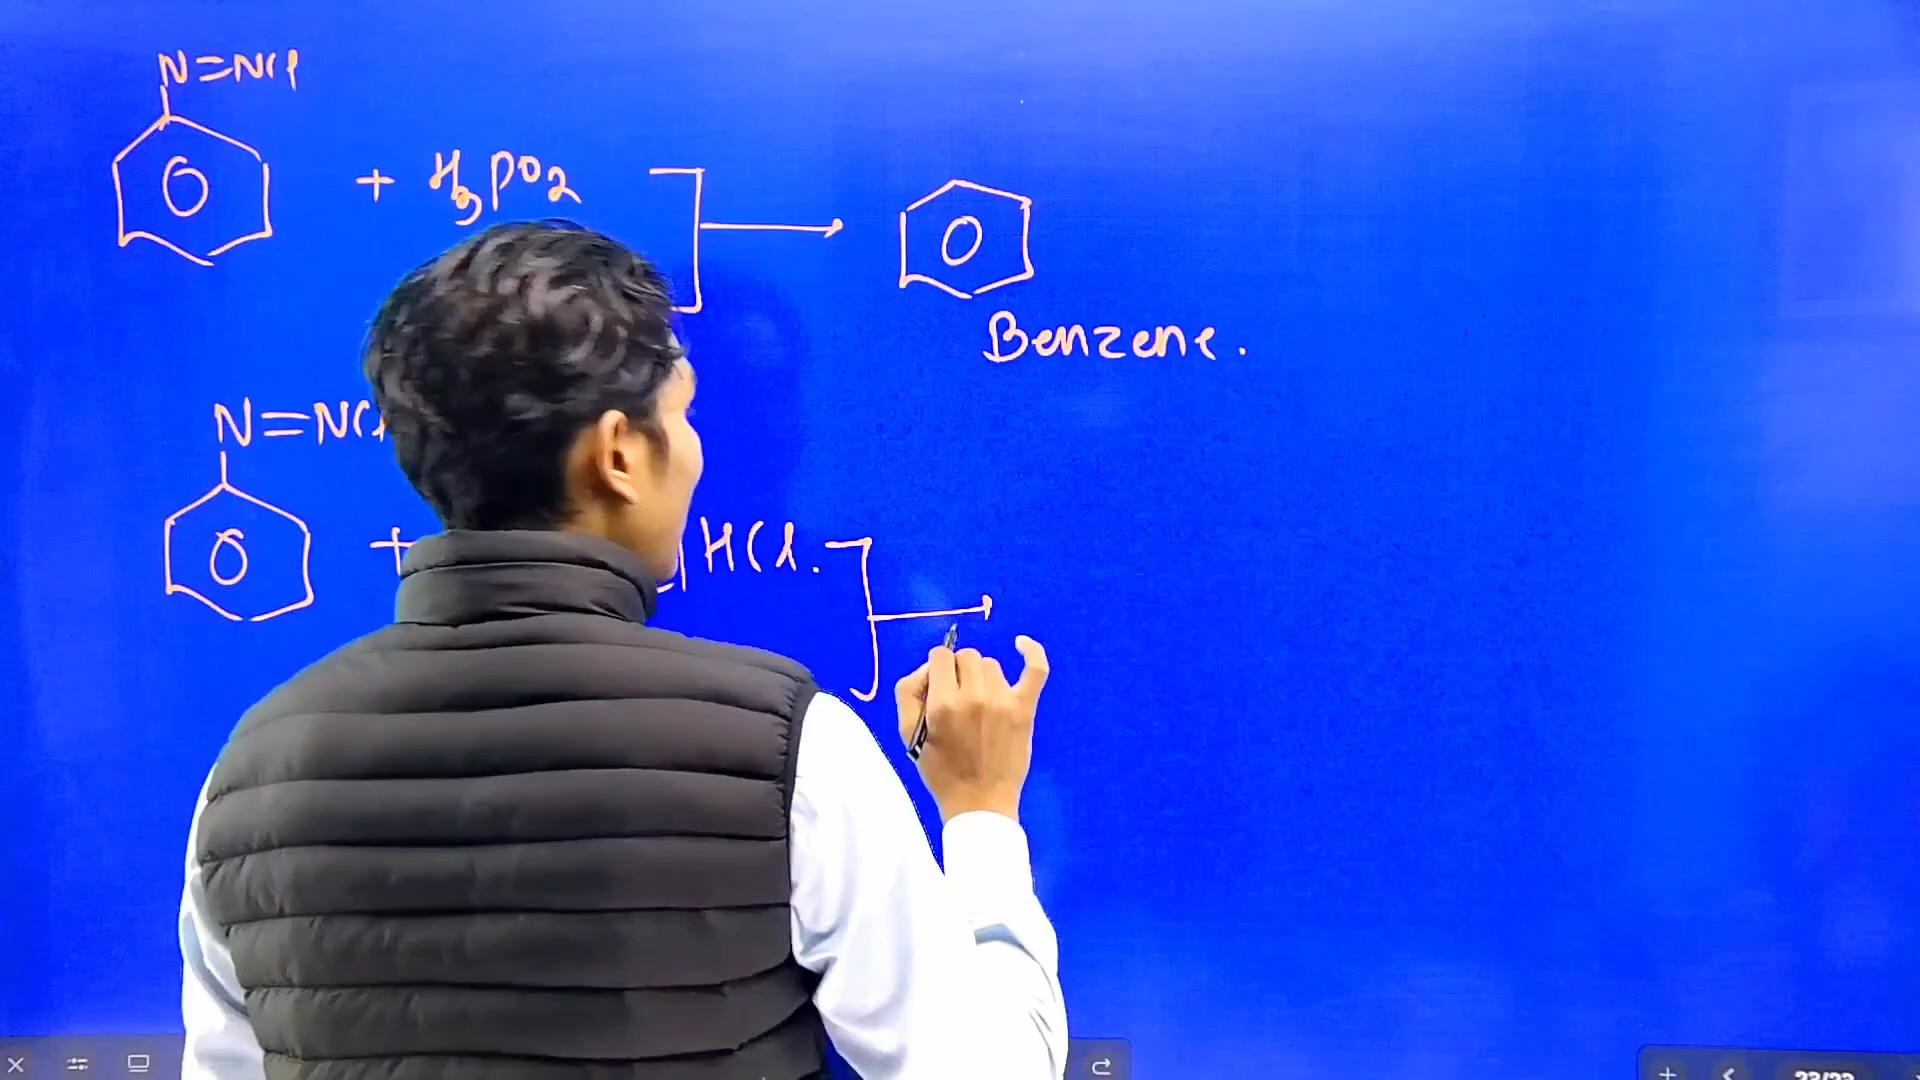 N=NCl
+ H3PO2
Benzene.
N=NCl
+ HCl.